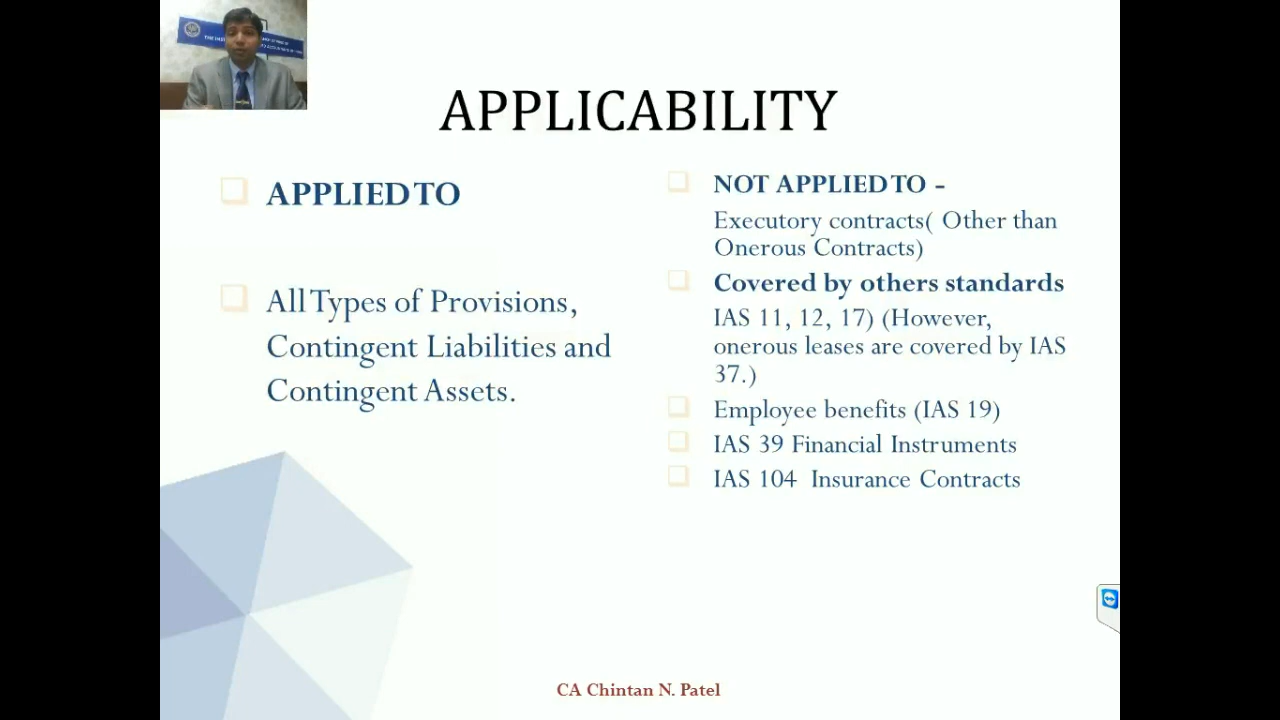 APPLICABILITY
APPLIED TO
All Types of Provisions,
Contingent Liabilities and
Contingent Assets.
NOT APPLIED TO –
Executory contracts( Other than
Onerous Contracts)
Covered by others standards
IAS 11, 12, 17) (However,
onerous leases are covered by IAS
37.)
Employee benefits (IAS 19)
IAS 39 Financial Instruments
IAS 104 Insurance Contracts
CA Chintan N. Patel